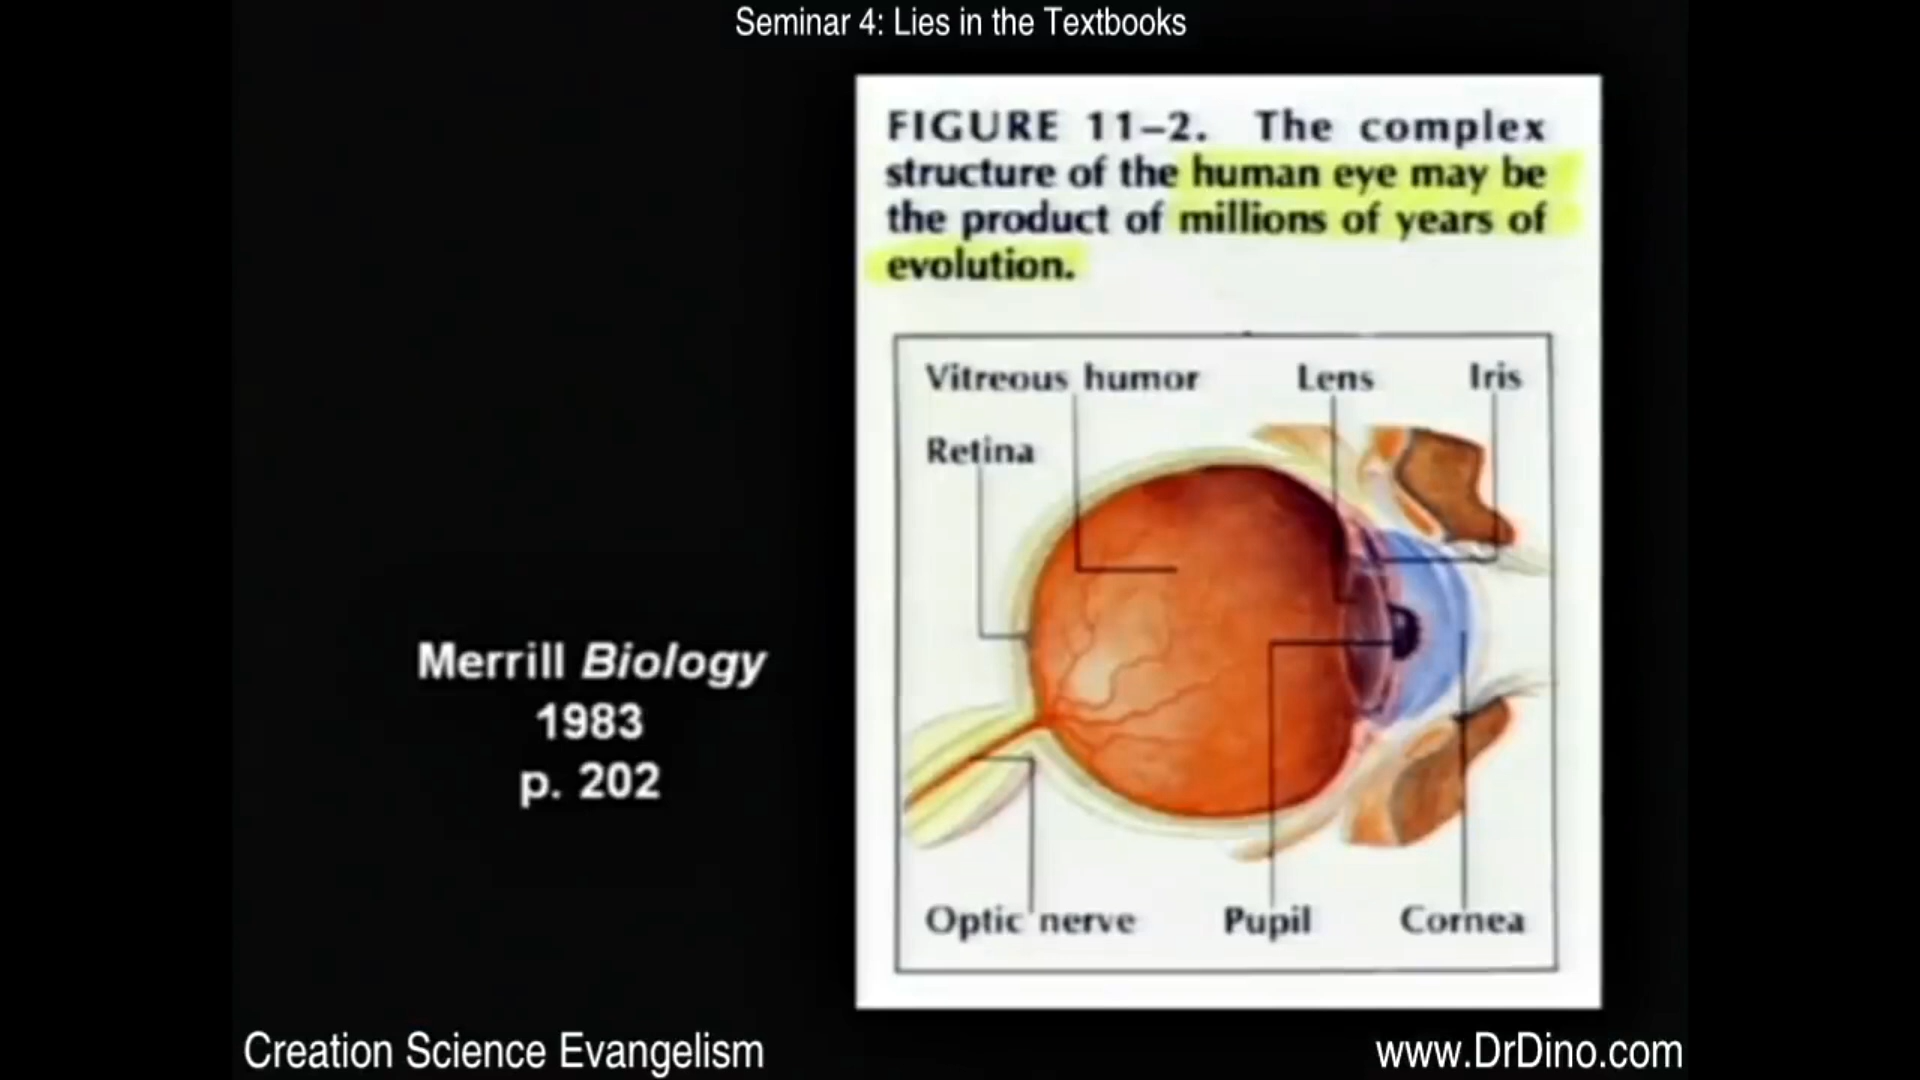 Seminar 4: Lies in the Textbooks
FIGURE 11–2. The complex
structure of the human eye may be
the product of millions of years of
evolution.
Vitreous humor
Lens
Iris
Retina
Merrill Biology
1983
p. 202
Optic nerve
Pupil
Cornea
Creation Science Evangelism
www.DrDino.com